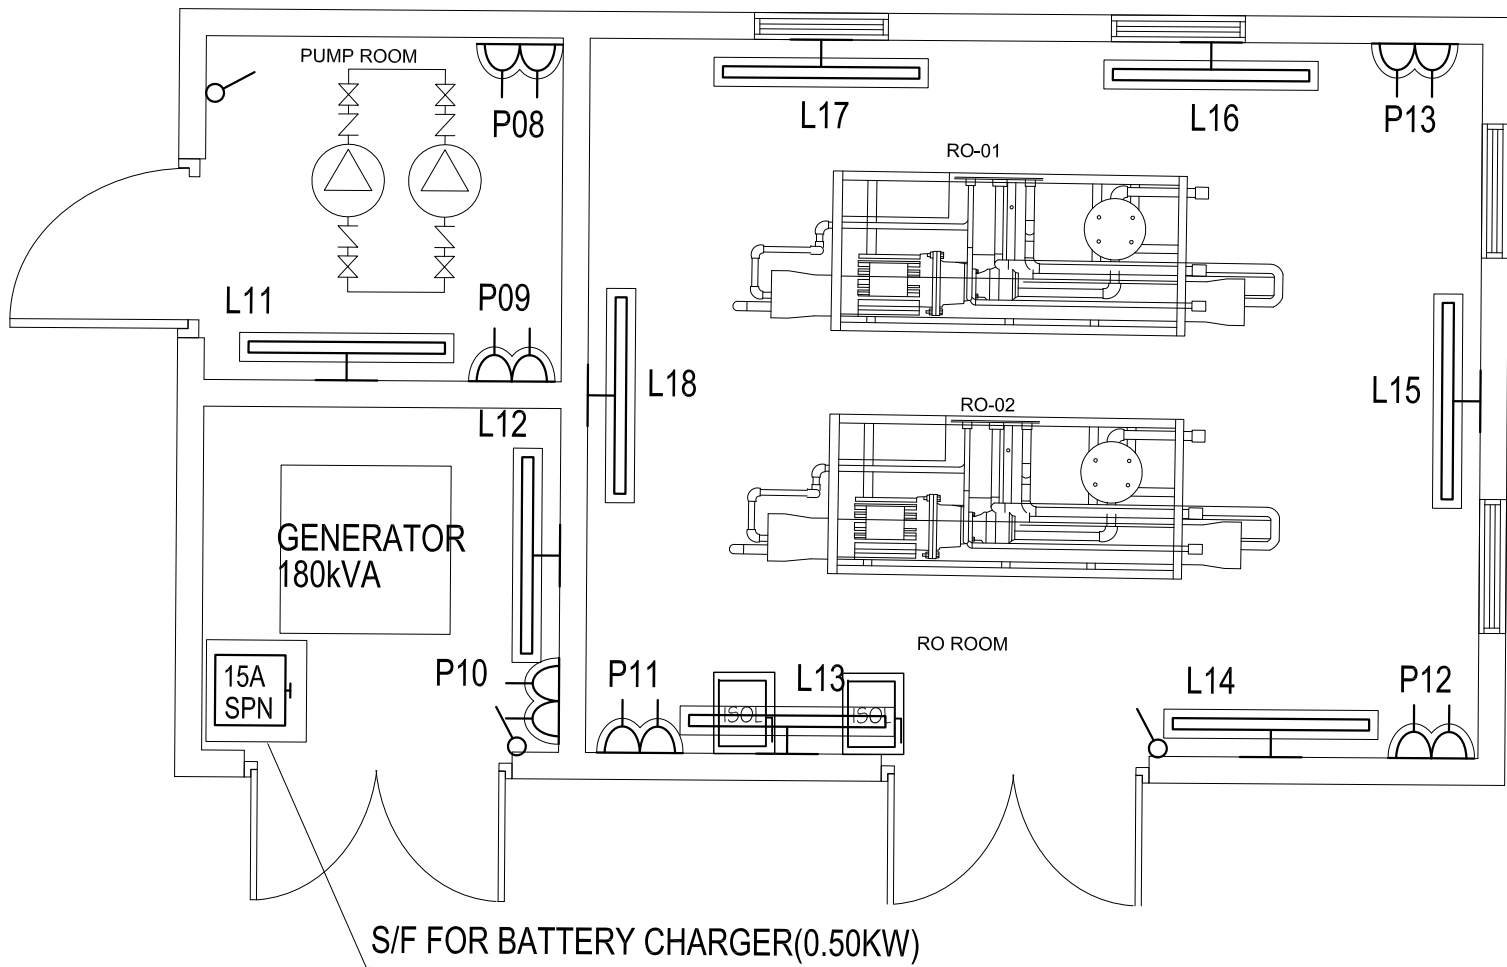 PUMP ROOM
P08
L17
L16
P13
RO-01
L11
P09
L18
L15
RO-02
L12
GENERATOR
180kVA
RO ROOM
15A
SPN
P10
P11
L13
L14
P12
ISOL
ISOL
S/F FOR BATTERY CHARGER(0.50KW)